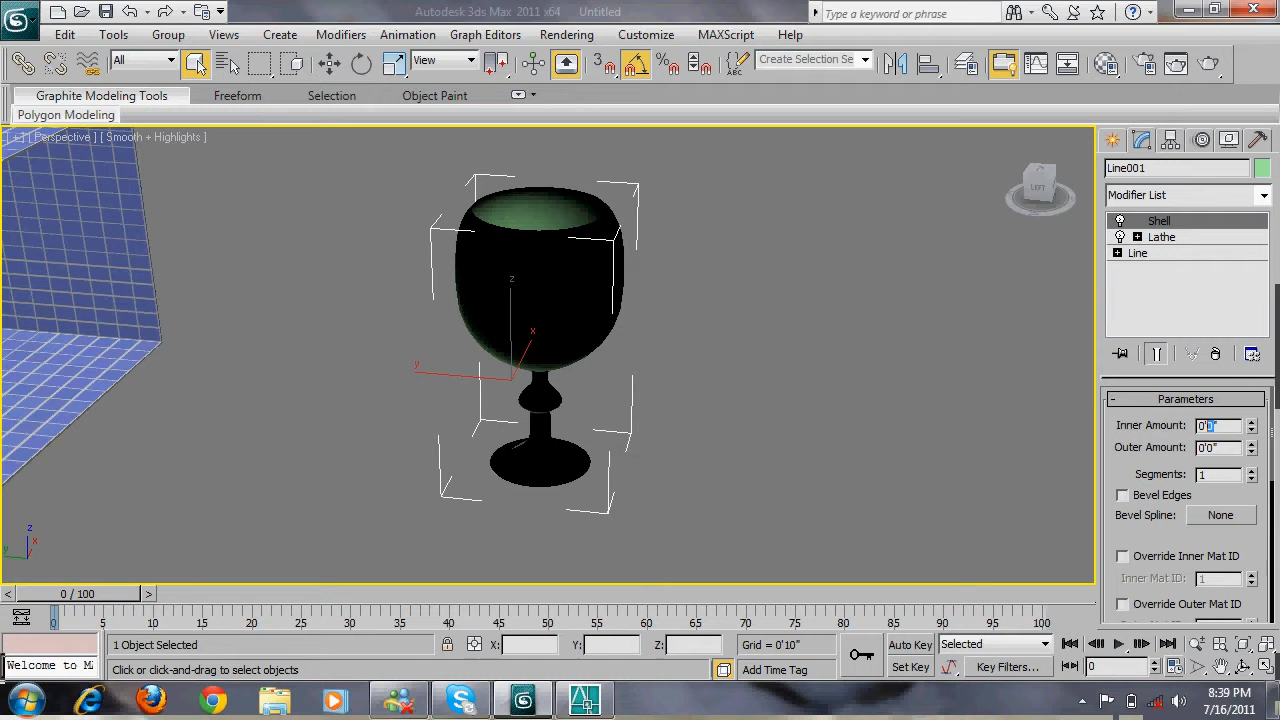 Autodesk 3ds Max 2011 x64 Untitled
Type a keyword or phrase
Edit Tools Group Views Create Modifiers Animation Graph Editors Rendering Customize MAXScript Help
All
View
3
Create Selection Se
Graphite Modeling Tools Freeform Selection Object Paint
Polygon Modeling
[ + ] [ Perspective ] [ Smooth + Highlights ]
LEFT
z
x
y
z
x
y
Line001
Modifier List
Shell
Lathe
Line
Parameters
Outer Amount: 0'0"
Segments: 1
Bevel Edges
Bevel Spline: None
Override Inner Mat ID
Inner Mat ID: 1
Override Outer Mat ID
< 0 / 100 >
0 5 10 15 20 25 30 35 40 45 50 55 60 65 70 75 80 85 90 95 100
1 Object Selected
X: Y: Z:
Grid = 0'10"
Auto Key Selected
Welcome to M
Click or click-and-drag to select objects
Add Time Tag
Set Key Key Filters...
0
8:39 PM
7/16/2011